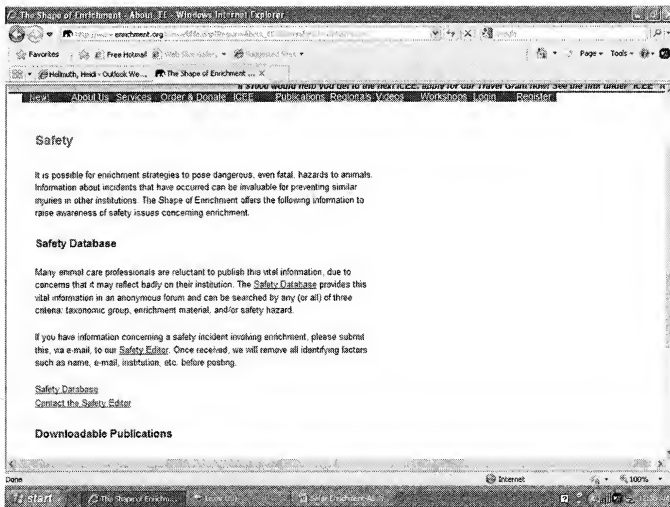 The Shape of Enrichment - About_TE - Windows Internet Explorer
enrichment.org
Favorites Free Hotmail
Page Tools
Hellmuth, Heidi - Outlook We... The Shape of Enrichment ... X
$1000 would help you get to the next ICEE, apply for our Travel Grant now! See the link under "ICEE"
New! About Us Services Order & Donate ICEE Publications Regionals Videos Workshops Login Register
Safety
It is possible for enrichment strategies to pose dangerous, even fatal, hazards to animals.
Information about incidents that have occurred can be invaluable for preventing similar
injuries in other institutions. The Shape of Enrichment offers the following information to
raise awareness of safety issues concerning enrichment.
Safety Database
Many animal care professionals are reluctant to publish this vital information, due to
concerns that it may reflect badly on their institution. The Safety Database provides this
vital information in an anonymous forum and can be searched by any (or all) of three
criteria: taxonomic group, enrichment material, and/or safety hazard.
If you have information concerning a safety incident involving enrichment, please submit
this, via e-mail, to our Safety Editor. Once received, we will remove all identifying factors
such as name, e-mail, institution, etc. before posting.
Safety Database
Contact the Safety Editor
Downloadable Publications
Done Internet 100%
start The Shape of Enrichm...